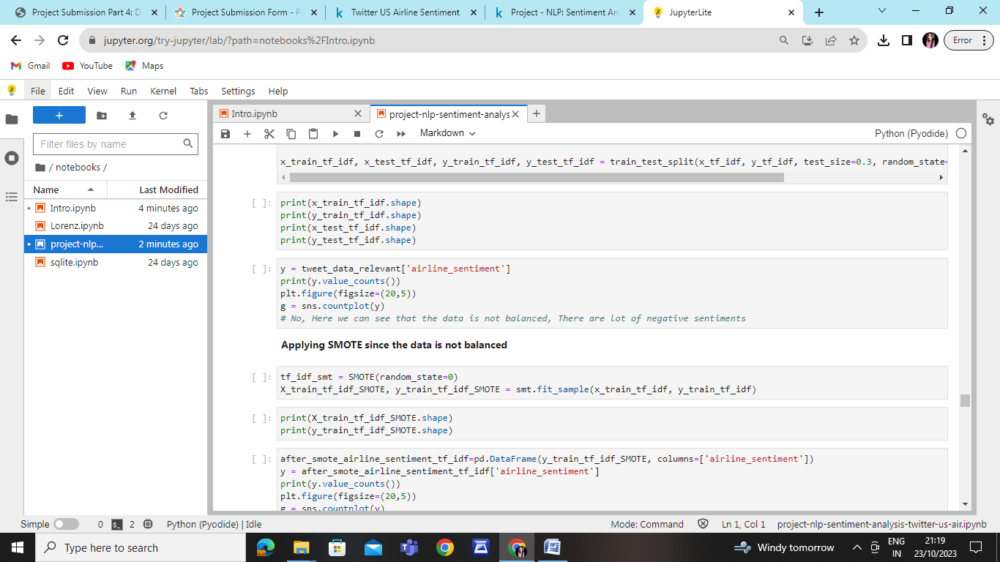 Project Submission Part 4: D
Project Submission Form - P
Twitter US Airline Sentiment
Project - NLP: Sentiment An
JupyterLite
jupyter.org/try-jupyter/lab/?path=notebooks%2FIntro.ipynb
Error
Gmail
YouTube
Maps
File Edit View Run Kernel Tabs Settings Help
+
Filter files by name
/ notebooks /
Name Last Modified
Intro.ipynb 4 minutes ago
Lorenz.ipynb 24 days ago
project-nlp... 2 minutes ago
sqlite.ipynb 24 days ago
Intro.ipynb
project-nlp-sentiment-analys
Markdown
Python (Pyodide)
x_train_tf_idf, x_test_tf_idf, y_train_tf_idf, y_test_tf_idf = train_test_split(x_tf_idf, y_tf_idf, test_size=0.3, random_state=
[ ]: print(x_train_tf_idf.shape)
print(y_train_tf_idf.shape)
print(x_test_tf_idf.shape)
print(y_test_tf_idf.shape)
[ ]: y = tweet_data_relevant['airline_sentiment']
print(y.value_counts())
plt.figure(figsize=(20,5))
g = sns.countplot(y)
# No, Here we can see that the data is not balanced, There are lot of negative sentiments
Applying SMOTE since the data is not balanced
[ ]: tf_idf_smt = SMOTE(random_state=0)
X_train_tf_idf_SMOTE, y_train_tf_idf_SMOTE = smt.fit_sample(x_train_tf_idf, y_train_tf_idf)
[ ]: print(X_train_tf_idf_SMOTE.shape)
print(y_train_tf_idf_SMOTE.shape)
[ ]: after_smote_airline_sentiment_tf_idf=pd.DataFrame(y_train_tf_idf_SMOTE, columns=['airline_sentiment'])
y = after_smote_airline_sentiment_tf_idf['airline_sentiment']
print(y.value_counts())
plt.figure(figsize=(20,5))
g = sns.countplot(y)
Simple 0 2 Python (Pyodide) | Idle
Mode: Command Ln 1, Col 1 project-nlp-sentiment-analysis-twitter-us-air.ipynb
Type here to search
Windy tomorrow
ENG
IN
21:19
23/10/2023